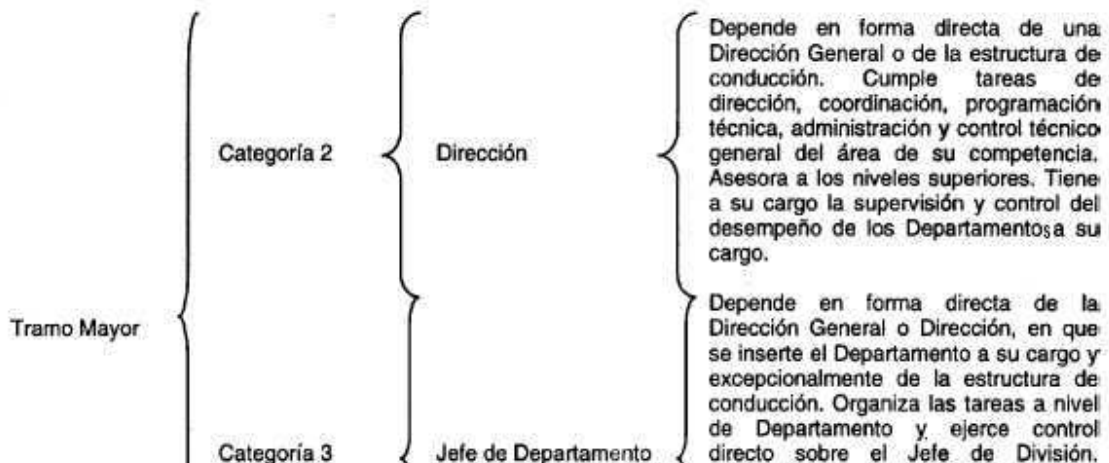 Depende en forma directa de una
Dirección General o de la estructura de
conducción. Cumple tareas de
dirección, coordinación, programación
técnica, administración y control técnico
Categoría 2 Dirección general del área de su competencia.
Asesora a los niveles superiores. Tiene
a su cargo la supervisión y control del
desempeño de los Departamentos a su
cargo.
Tramo Mayor
Depende en forma directa de la
Dirección General o Dirección, en que
se inserte el Departamento a su cargo y
excepcionalmente de la estructura de
conducción. Organiza las tareas a nivel
de Departamento y ejerce control
Categoría 3 Jefe de Departamento directo sobre el Jefe de División,